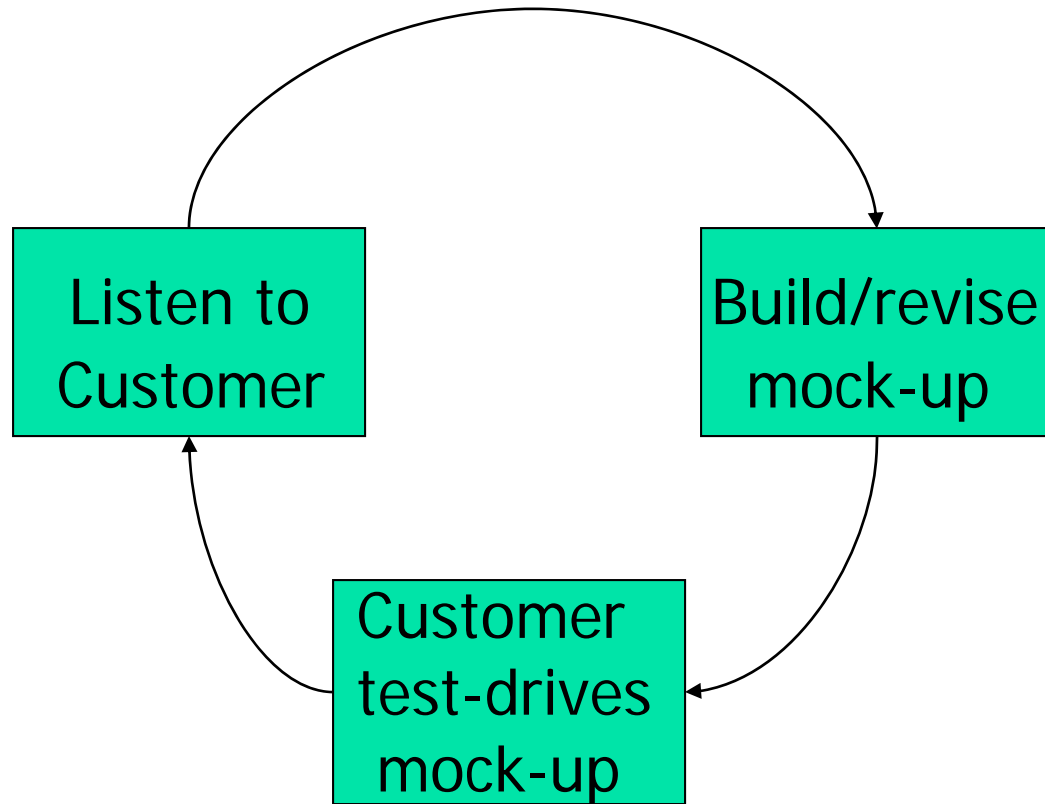 Listen to
Customer
Build/revise
mock-up
Customer
test-drives
mock-up